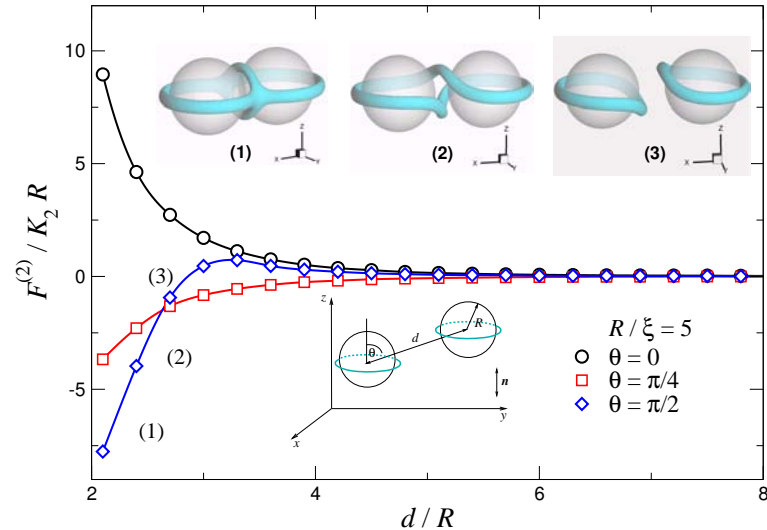 F^(2) / K_2 R
10
5
0
-5
(1)
(2)
(3)
z
x
Y
z
x
Y
z
x
Y
(3)
(2)
(1)
z
θ
d
R
n
y
x
R / ξ = 5
θ = 0
θ = π/4
θ = π/2
2
4
6
8
d / R